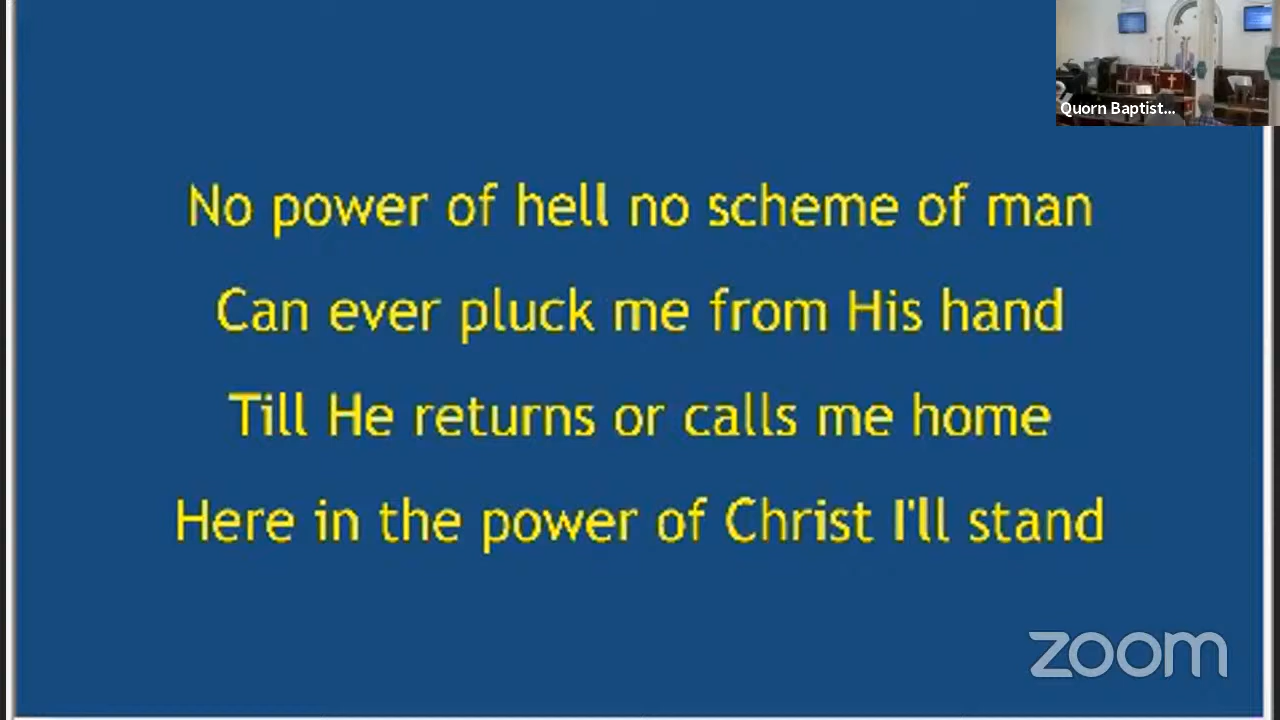 Quorn Baptist...
No power of hell no scheme of man
Can ever pluck me from His hand
Till He returns or calls me home
Here in the power of Christ I'll stand
zoom